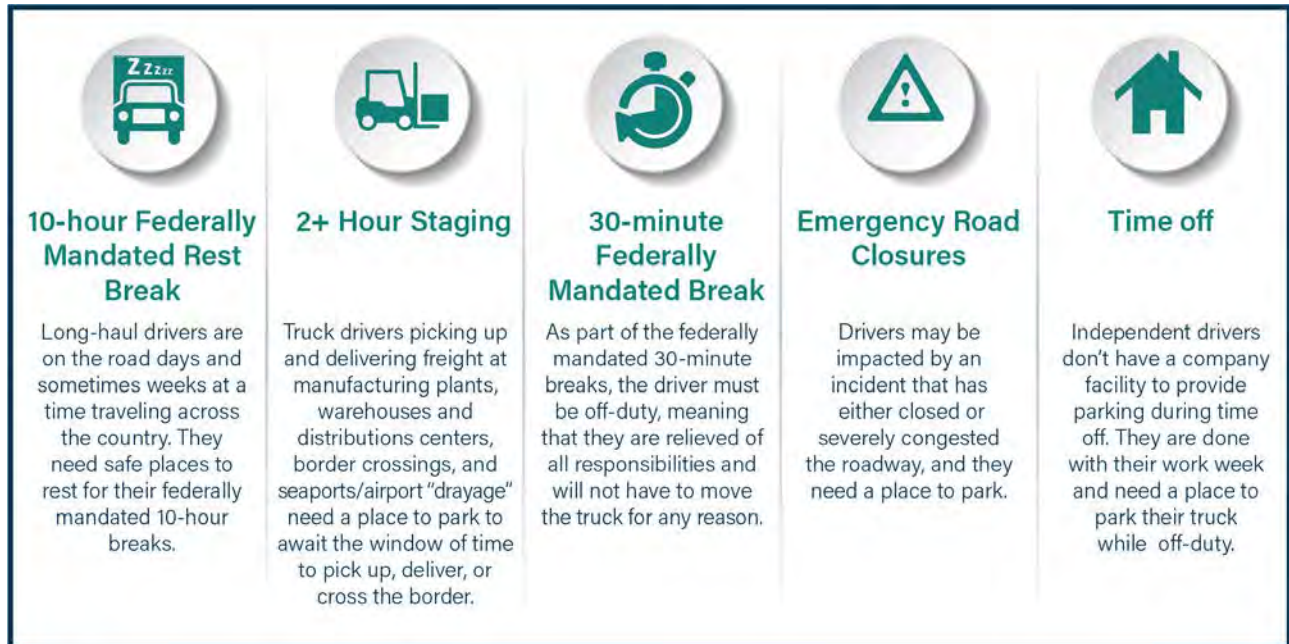 Z Z Z Z Z
10-hour Federally
Mandated Rest
Break
Long-haul drivers are
on the road days and
sometimes weeks at a
time traveling across
the country. They
need safe places to
rest for their federally
mandated 10-hour
breaks.
2+ Hour Staging
Truck drivers picking up
and delivering freight at
manufacturing plants,
warehouses and
distributions centers,
border crossings, and
seaports/airport “drayage”
need a place to park to
await the window of time
to pick up, deliver, or
cross the border.
30-minute
Federally
Mandated Break
As part of the federally
mandated 30-minute
breaks, the driver must
be off-duty, meaning
that they are relieved of
all responsibilities and
will not have to move
the truck for any reason.
!
Emergency Road
Closures
Drivers may be
impacted by an
incident that has
either closed or
severely congested
the roadway, and they
need a place to park.
Time off
Independent drivers
don’t have a company
facility to provide
parking during time
off. They are done
with their work week
and need a place to
park their truck
while off-duty.